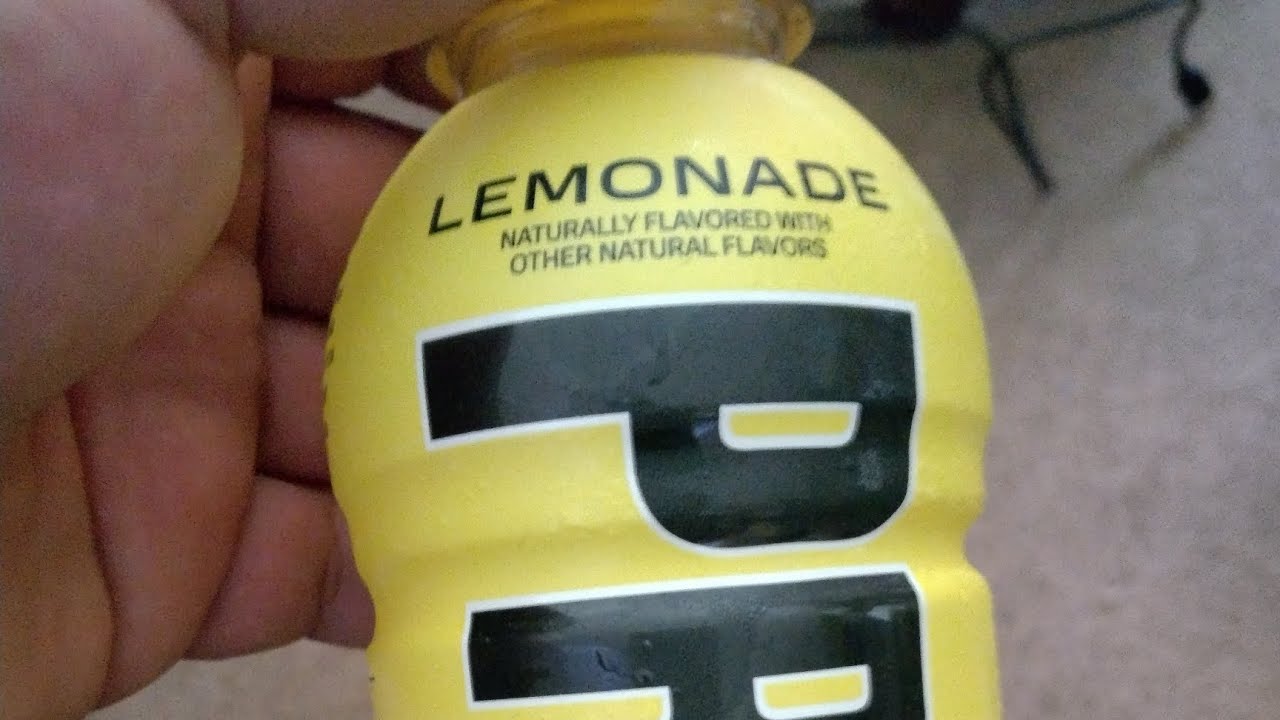 LEMONADE
NATURALLY FLAVORED WITH
OTHER NATURAL FLAVORS
P
R